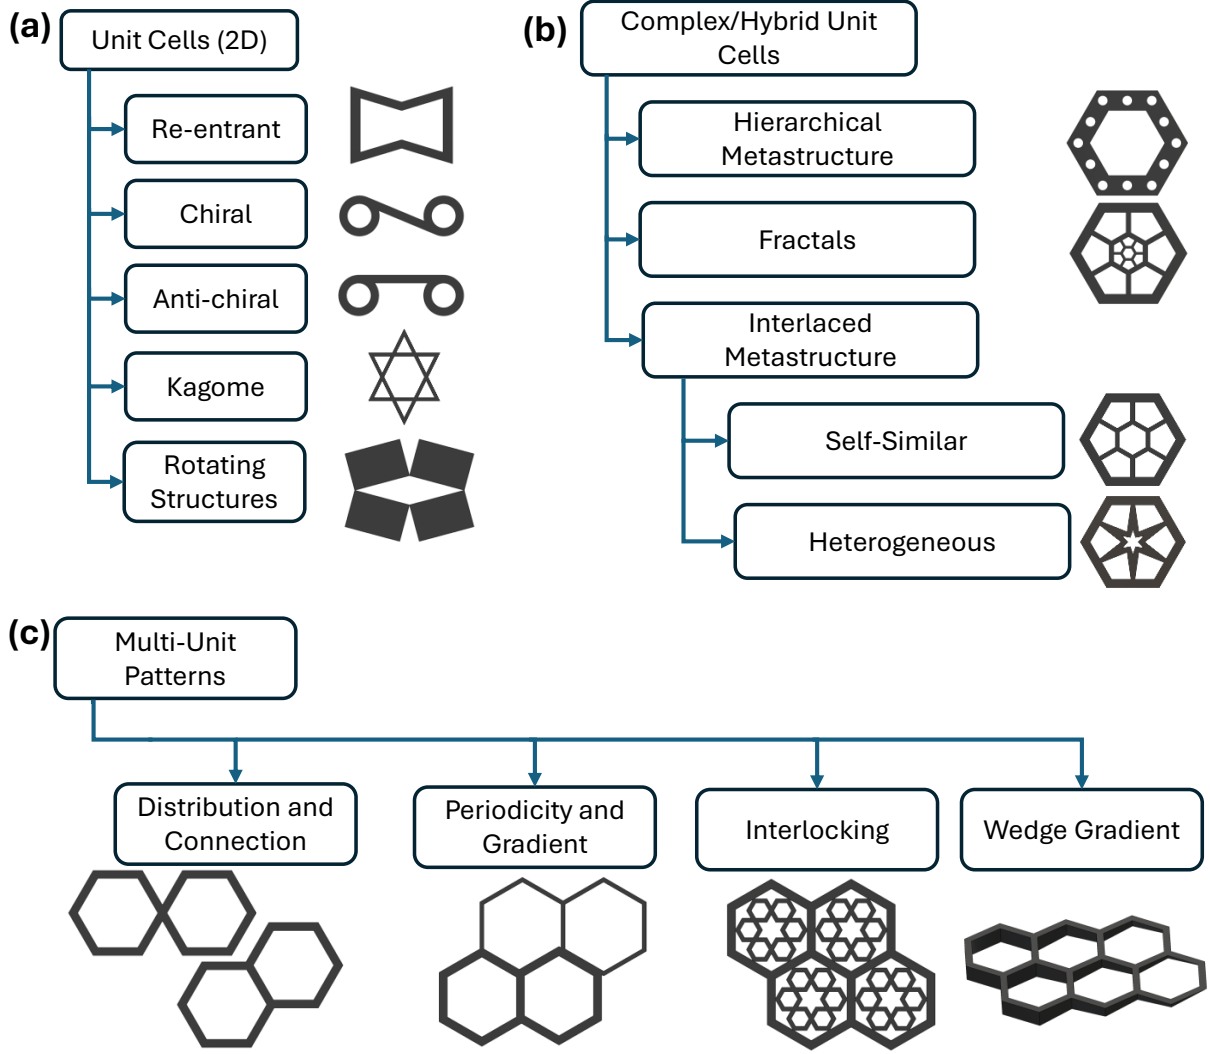 (a)
Unit Cells (2D)
Re-entrant
Chiral
Anti-chiral
Kagome
Rotating
Structures
(b)
Complex/Hybrid Unit
Cells
Hierarchical
Metastructure
Fractals
Interlaced
Metastructure
Self-Similar
Heterogeneous
(c)
Multi-Unit
Patterns
Distribution and
Connection
Periodicity and
Gradient
Interlocking
Wedge Gradient